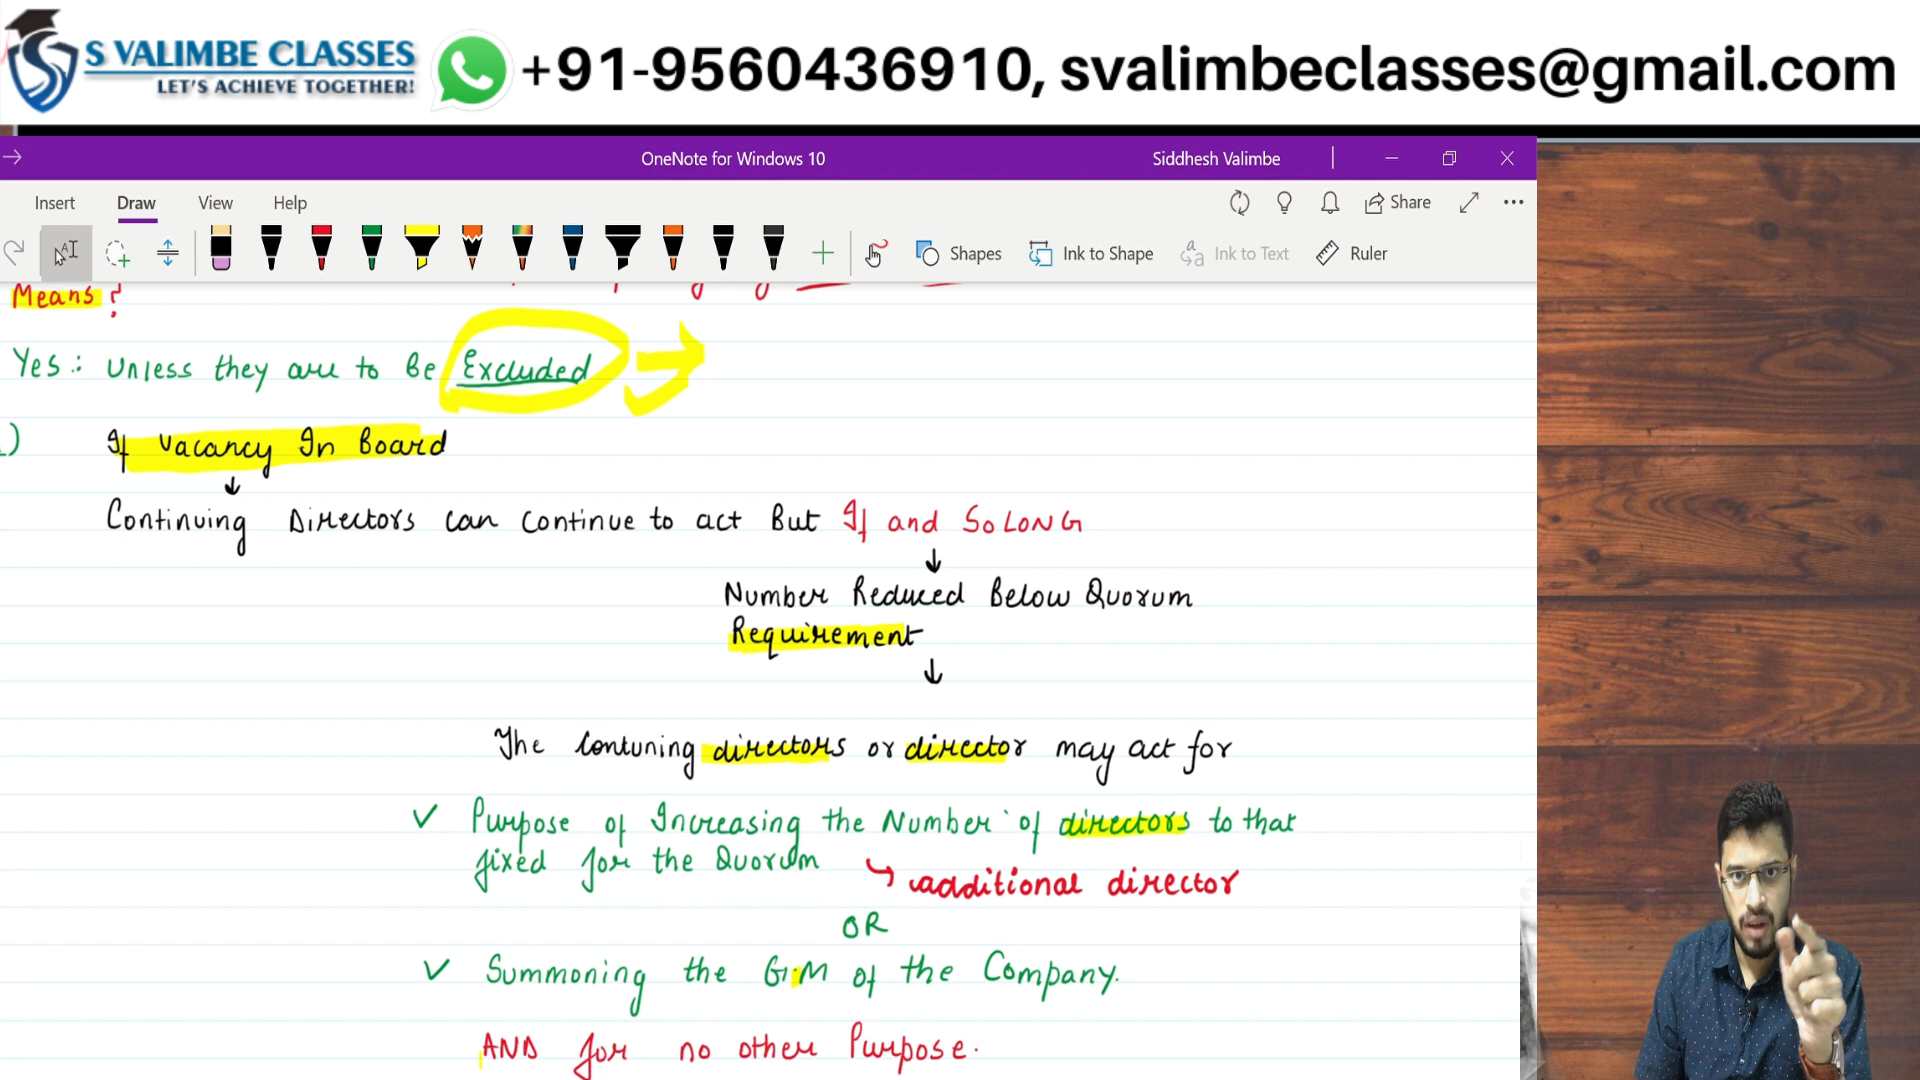 S VALIMBE CLASSES
LET'S ACHIEVE TOGETHER!
+91-9560436910, svalimbeclasses@gmail.com
OneNote for Windows 10
Siddhesh Valimbe
Insert Draw View Help
Share
Shapes Ink to Shape Ink to Text Ruler
Means?
Yes: Unless they are to be Excluded
If Vacancy In Board
Continuing Directors can continue to act But If and SO LONG
Number Reduced Below Quorum
Requirement
The contuning directors or director may act for
✓ Purpose of Increasing the Number of directors to that
fixed for the Quorum
additional director
OR
✓ Summoning the G.M of the Company.
AND for no other Purpose.